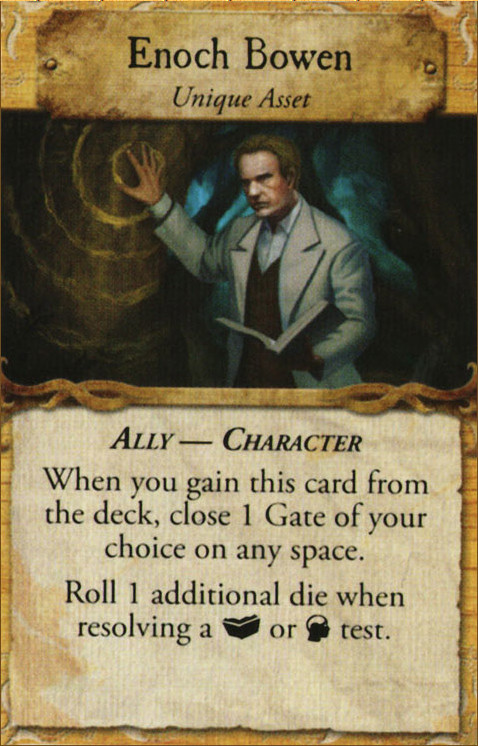 Enoch Bowen
Unique Asset
ALLY — CHARACTER
When you gain this card from
the deck, close 1 Gate of your
choice on any space.
Roll 1 additional die when
resolving a or test.